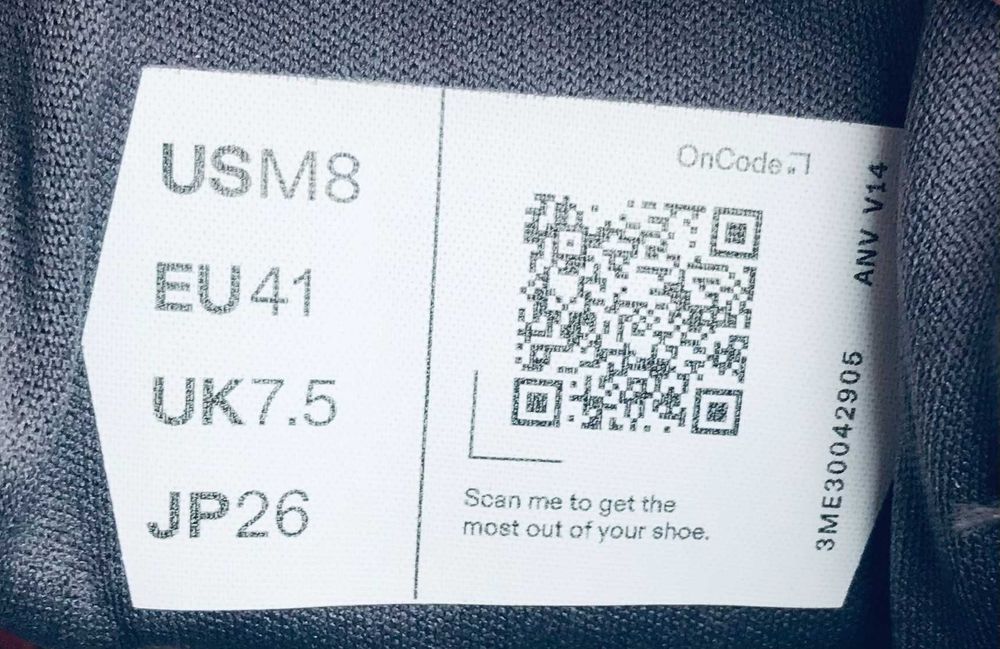 USM8
EU41
UK7.5
JP26
OnCode
Scan me to get the
most out of your shoe.
3ME30042905 ANV V14